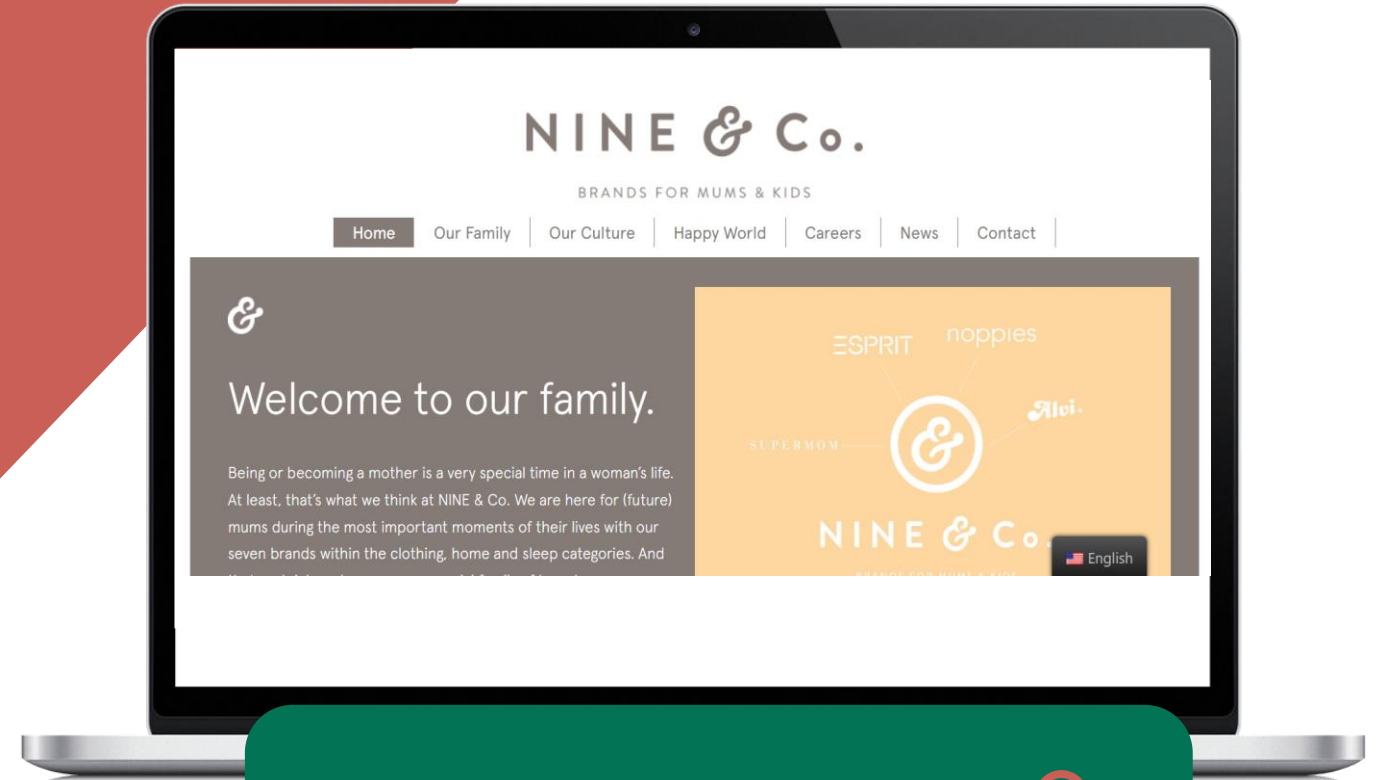 NINE & Co.
BRANDS FOR MUMS & KIDS
Home Our Family Our Culture Happy World Careers News Contact
&
Welcome to our family.
Being or becoming a mother is a very special time in a woman's life.
At least, that's what we think at NINE & Co. We are here for (future)
mums during the most important moments of their lives with our
seven brands within the clothing, home and sleep categories. And
ESPRIT noppies
Alvi.
SUPERMOM
&
NINE & Co.
English